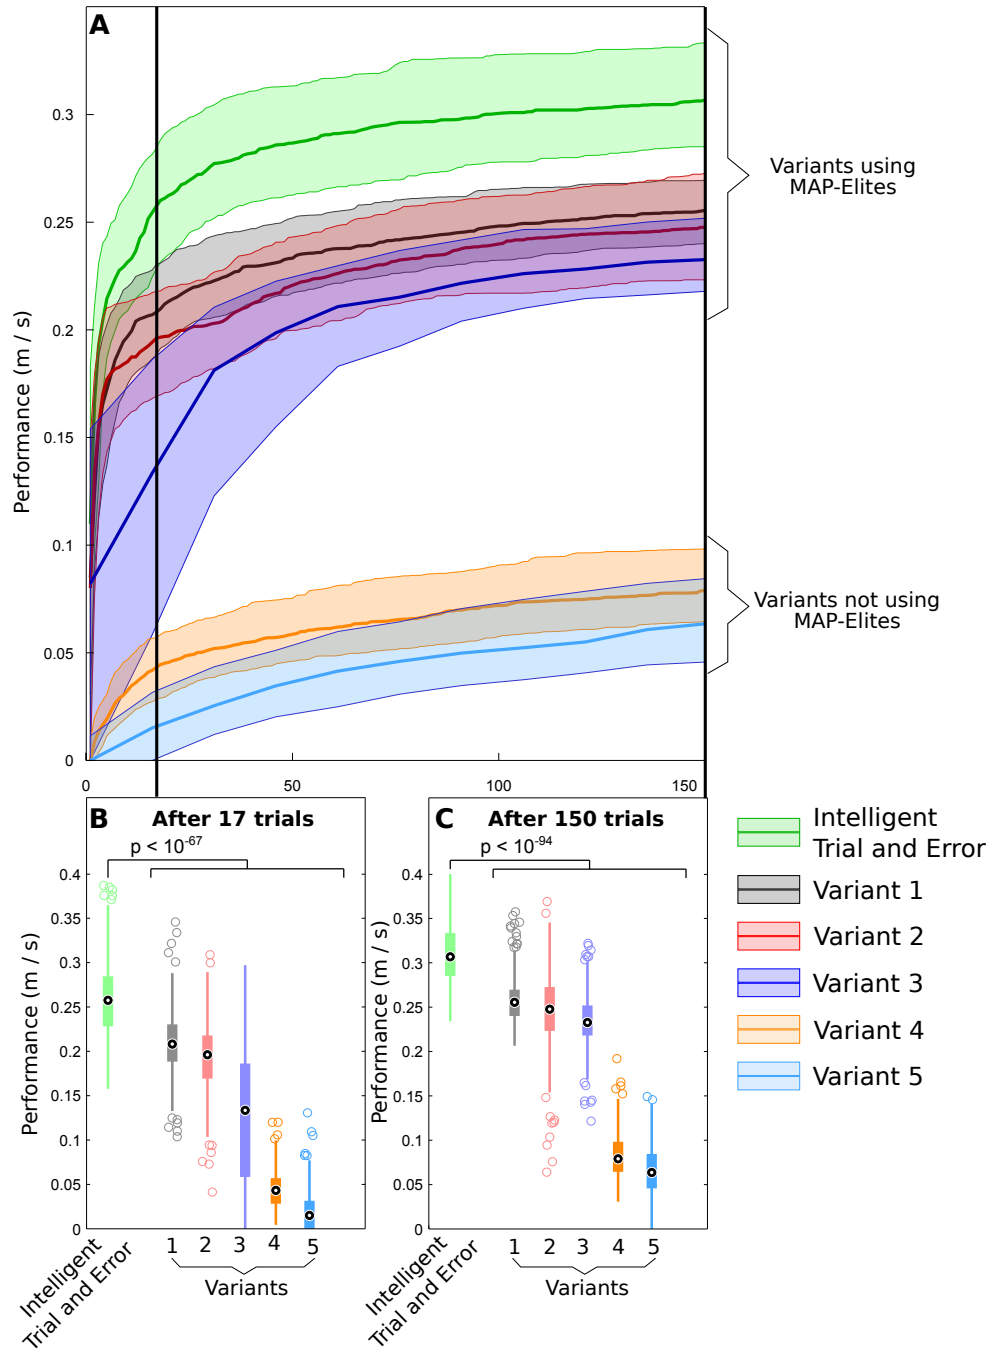 A
Performance (m / s)
0.3
0.25
0.2
0.15
0.1
0.05
0
0
50
100
150
Variants using
MAP-Elites
Variants not using
MAP-Elites
B
After 17 trials
p < 10-67
Performance (m / s)
0.4
0.35
0.3
0.25
0.2
0.15
0.1
0.05
0
Intelligent
Trial and Error
1
2
3
4
5
Variants
C
After 150 trials
p < 10-94
Performance (m / s)
0.4
0.35
0.3
0.25
0.2
0.15
0.1
0.05
0
Intelligent
Trial and Error
1
2
3
4
5
Variants
Intelligent
Trial and Error
Variant 1
Variant 2
Variant 3
Variant 4
Variant 5